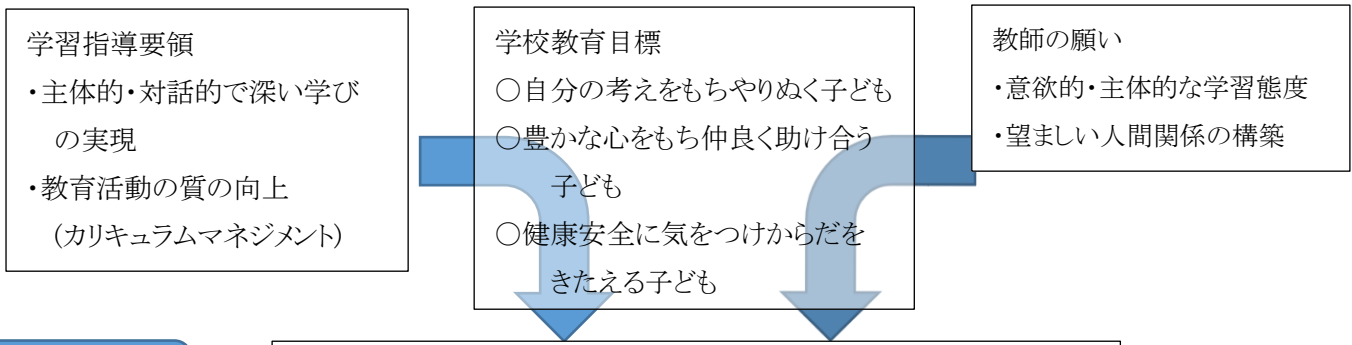 学習指導要領
・主体的・対話的で深い学び
の実現
・教育活動の質の向上
(カリキュラムマネジメント)
学校教育目標
○自分の考えをもちやりぬく子ども
○豊かな心をもち仲良く助け合う
子ども
○健康安全に気をつけからだを
きたえる子ども
教師の願い
・意欲的・主体的な学習態度
・望ましい人間関係の構築